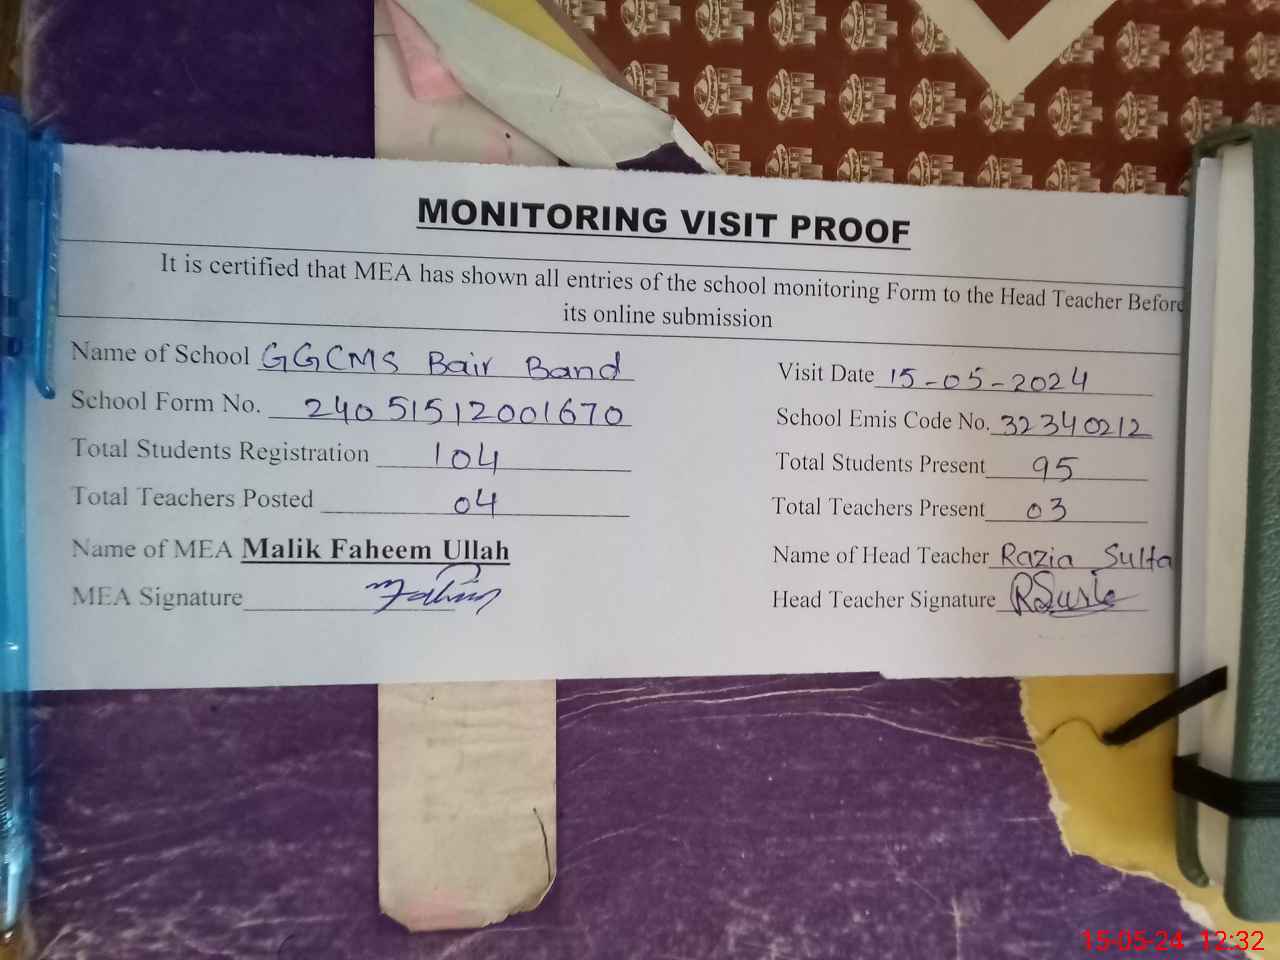 MONITORING VISIT PROOF
It is certified that MEA has shown all entries of the school monitoring Form to the Head Teacher Before
its online submission
Name of School GGCMS Bair Band
Visit Date 15-05-2024
School Form No. 24051512001670
School Emis Code No. 32340212
Total Students Registration 104
Total Students Present 95
Total Teachers Posted 04
Total Teachers Present 03
Name of MEA Malik Faheem Ullah
Name of Head Teacher Razia Sulta
MEA Signature
Head Teacher Signature
15-05-24 12:32